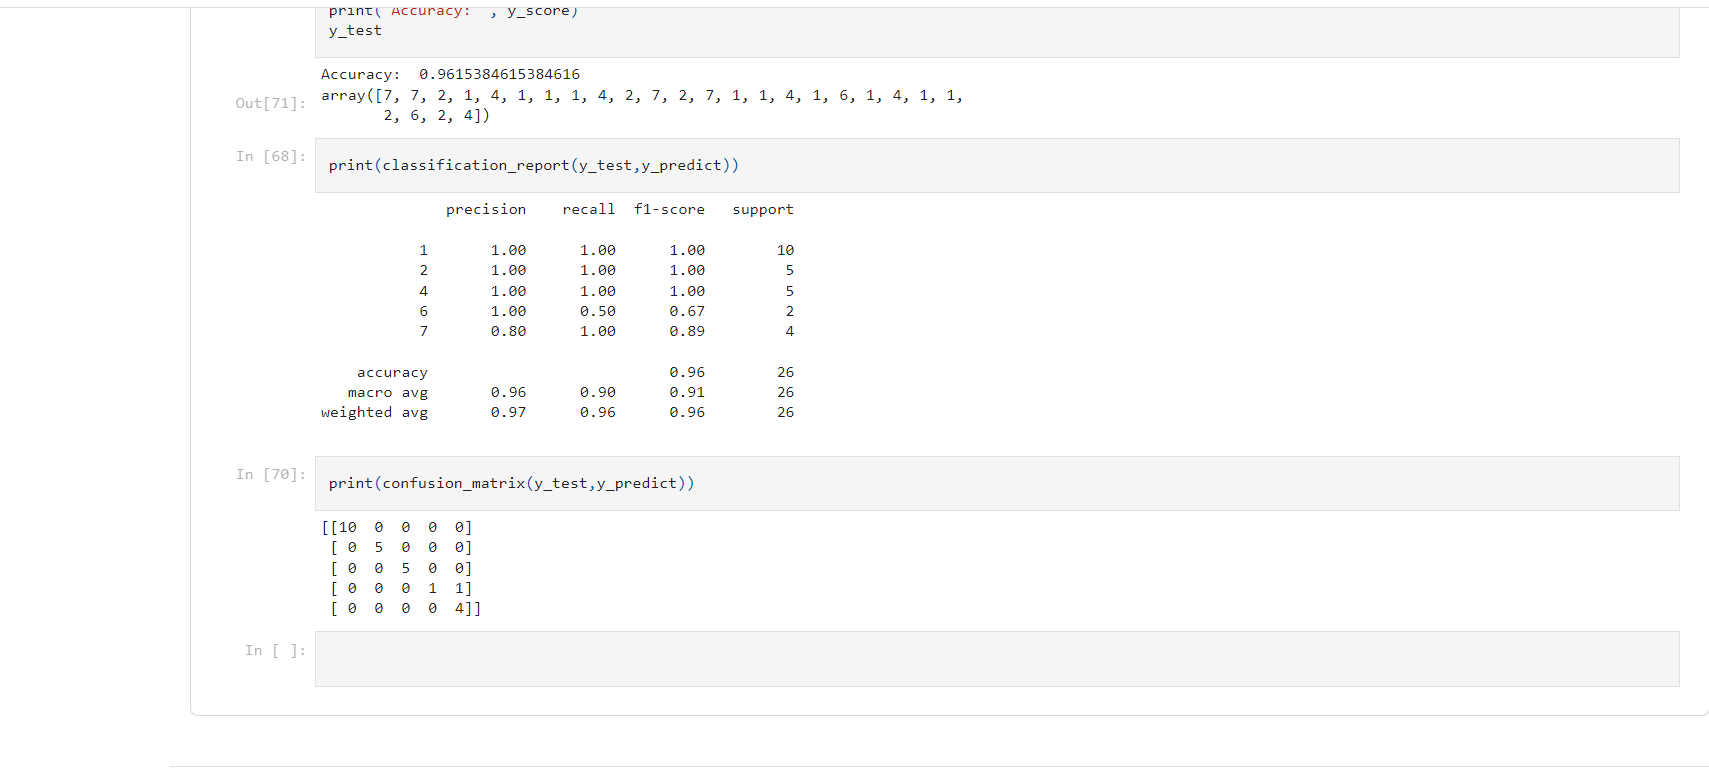 print( Accuracy:  , y_score)
y_test
Accuracy:  0.9615384615384616
Out[71]: array([7, 7, 2, 1, 4, 1, 1, 1, 4, 2, 7, 2, 7, 1, 1, 4, 1, 6, 1, 4, 1, 1,
       2, 6, 2, 4])
In [68]: print(classification_report(y_test,y_predict))
              precision    recall  f1-score   support
           1       1.00      1.00      1.00        10
           2       1.00      1.00      1.00         5
           4       1.00      1.00      1.00         5
           6       1.00      0.50      0.67         2
           7       0.80      1.00      0.89         4
    accuracy                           0.96        26
   macro avg       0.96      0.90      0.91        26
weighted avg       0.97      0.96      0.96        26
In [70]: print(confusion_matrix(y_test,y_predict))
[[10  0  0  0  0]
 [ 0  5  0  0  0]
 [ 0  0  5  0  0]
 [ 0  0  0  1  1]
 [ 0  0  0  0  4]]
In [ ]: